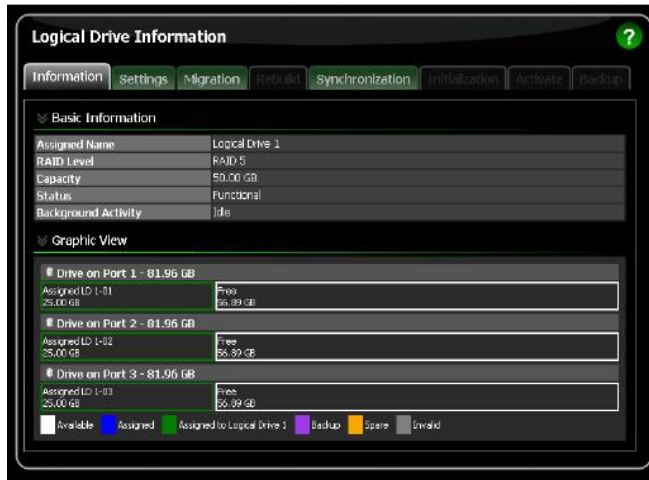 Logical Drive Information
?
Information Settings Migration Rebuild Synchronization Initialization Activate Backup
Basic Information
Assigned Name Logical Drive 1
RAID Level RAID 5
Capacity 50.00 GB
Status Functional
Background Activity Idle
Graphic View
Drive on Port 1 - 81.96 GB
Assigned LD 1-01 Free
25.00 GB 56.89 GB
Drive on Port 2 - 81.96 GB
Assigned LD 1-02 Free
25.00 GB 56.89 GB
Drive on Port 3 - 81.96 GB
Assigned LD 1-03 Free
25.00 GB 56.89 GB
Available Assigned Assigned to Logical Drive 1 Backup Spare Invalid